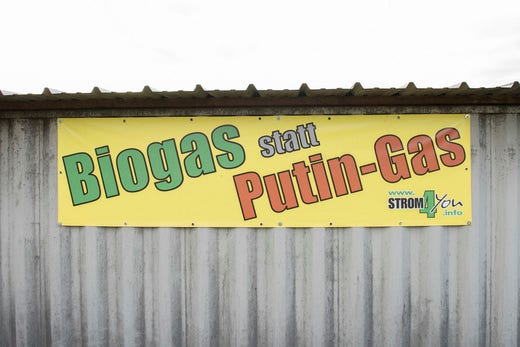 Biogas statt Putin-Gas
www.
STROM4You
.info